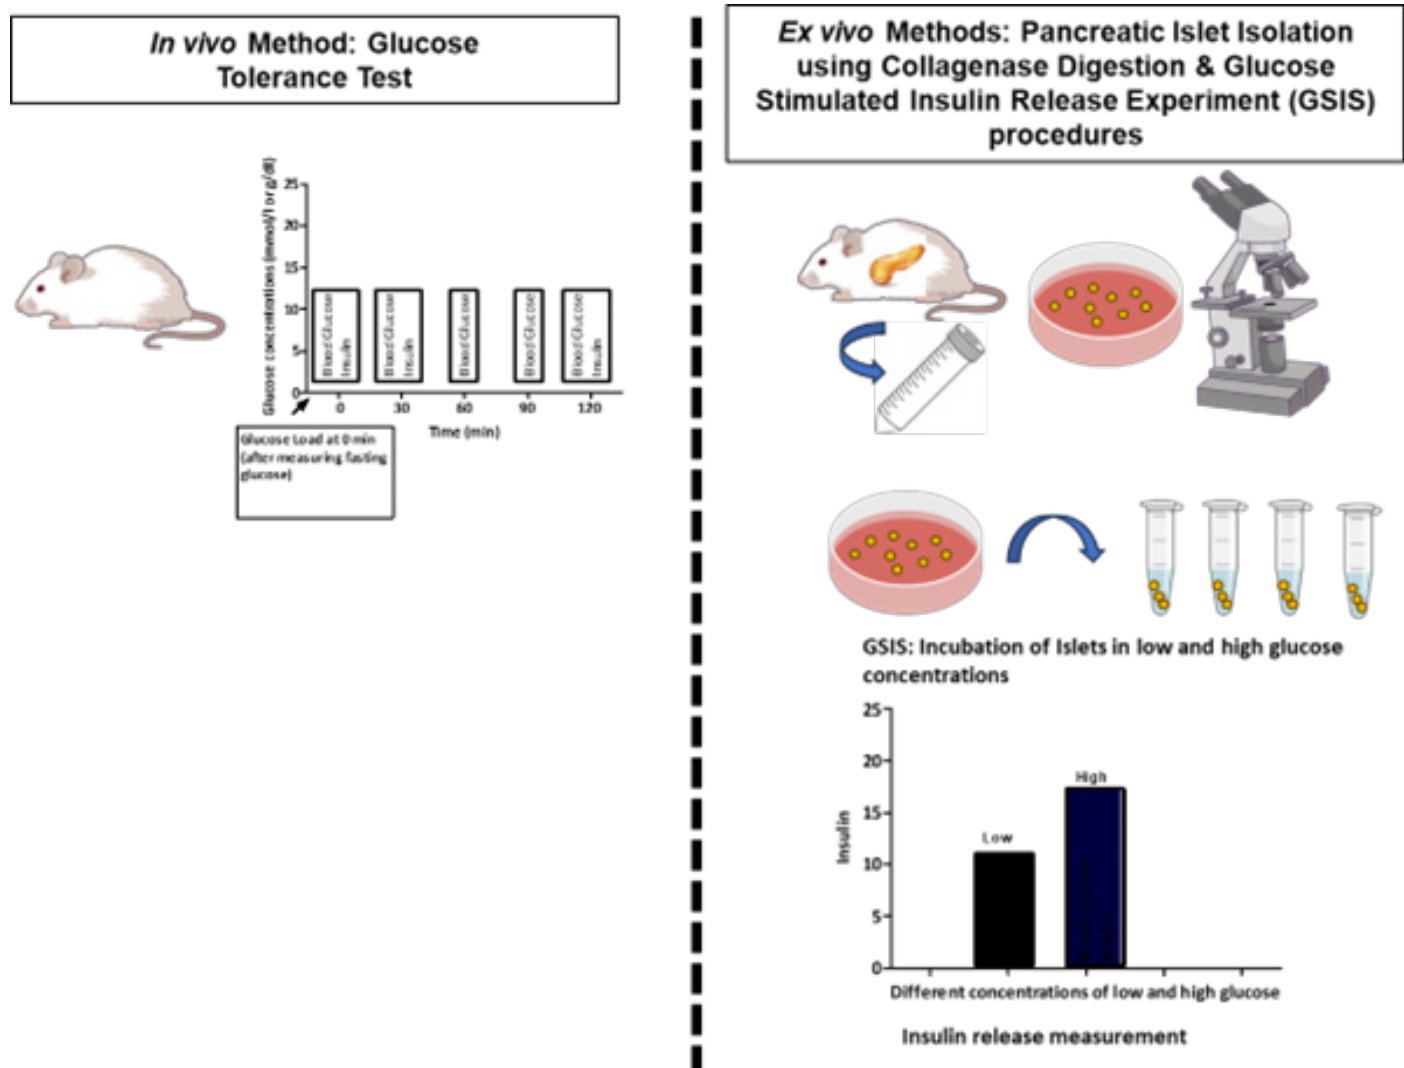 In vivo Method: Glucose
Tolerance Test
Glucose concentrations (mmol/l or g/dl)
25
20
15
10
5
0
Blood Glucose
Insulin
Blood Glucose
Insulin
Blood Glucose
Blood Glucose
Blood Glucose
Insulin
0 30 60 90 120
Time (min)
Glucose Load at 0 min
(after measuring fasting
glucose)
Ex vivo Methods: Pancreatic Islet Isolation
using Collagenase Digestion & Glucose
Stimulated Insulin Release Experiment (GSIS)
procedures
GSIS: Incubation of Islets in low and high glucose
concentrations
Insulin
25
20
15
10
5
0
Low
High
Different concentrations of low and high glucose
Insulin release measurement